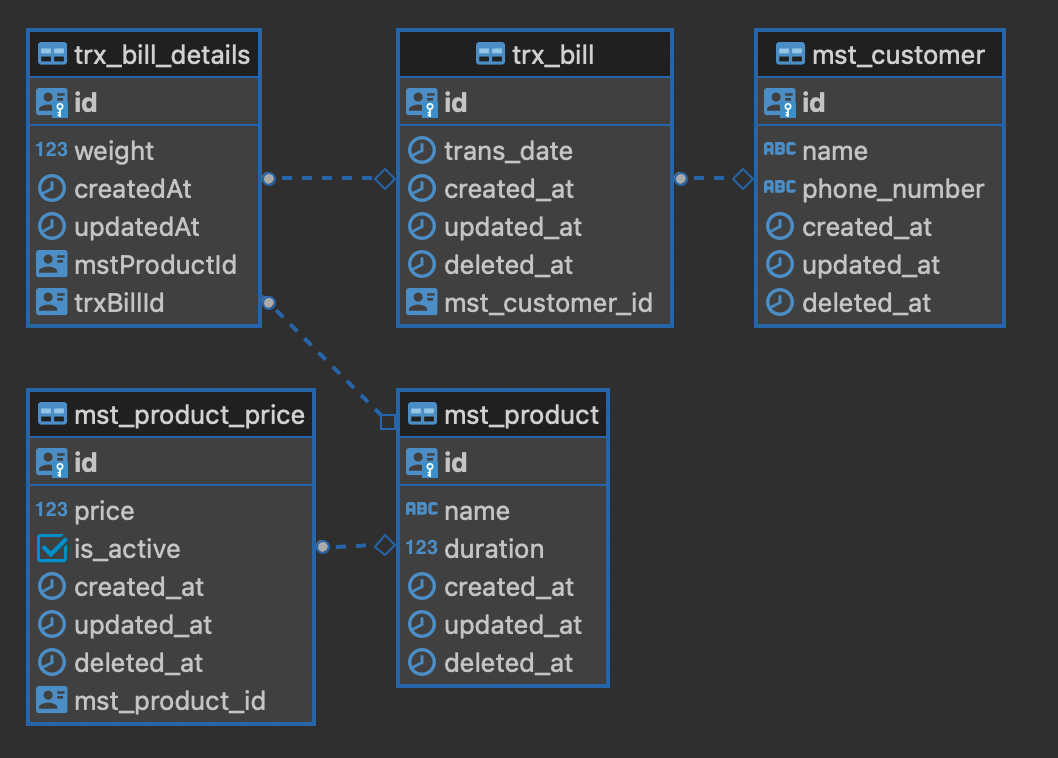 trx_bill_details
id
123 weight
createdAt
updatedAt
mstProductId
trxBillId
trx_bill
id
trans_date
created_at
updated_at
deleted_at
mst_customer_id
mst_customer
id
ABC name
ABC phone_number
created_at
updated_at
deleted_at
mst_product_price
id
123 price
is_active
created_at
updated_at
deleted_at
mst_product_id
mst_product
id
ABC name
123 duration
created_at
updated_at
deleted_at